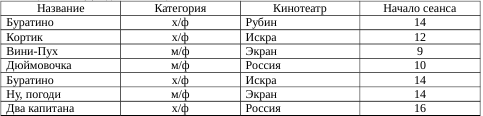 Название Категория Кинотеатр Начало сеанса
Буратино х/ф Рубин 14
Кортик х/ф Искра 12
Вини-Пух м/ф Экран 9
Дюймовочка м/ф Россия 10
Буратино х/ф Искра 14
Ну, погоди м/ф Экран 14
Два капитана х/ф Россия 16